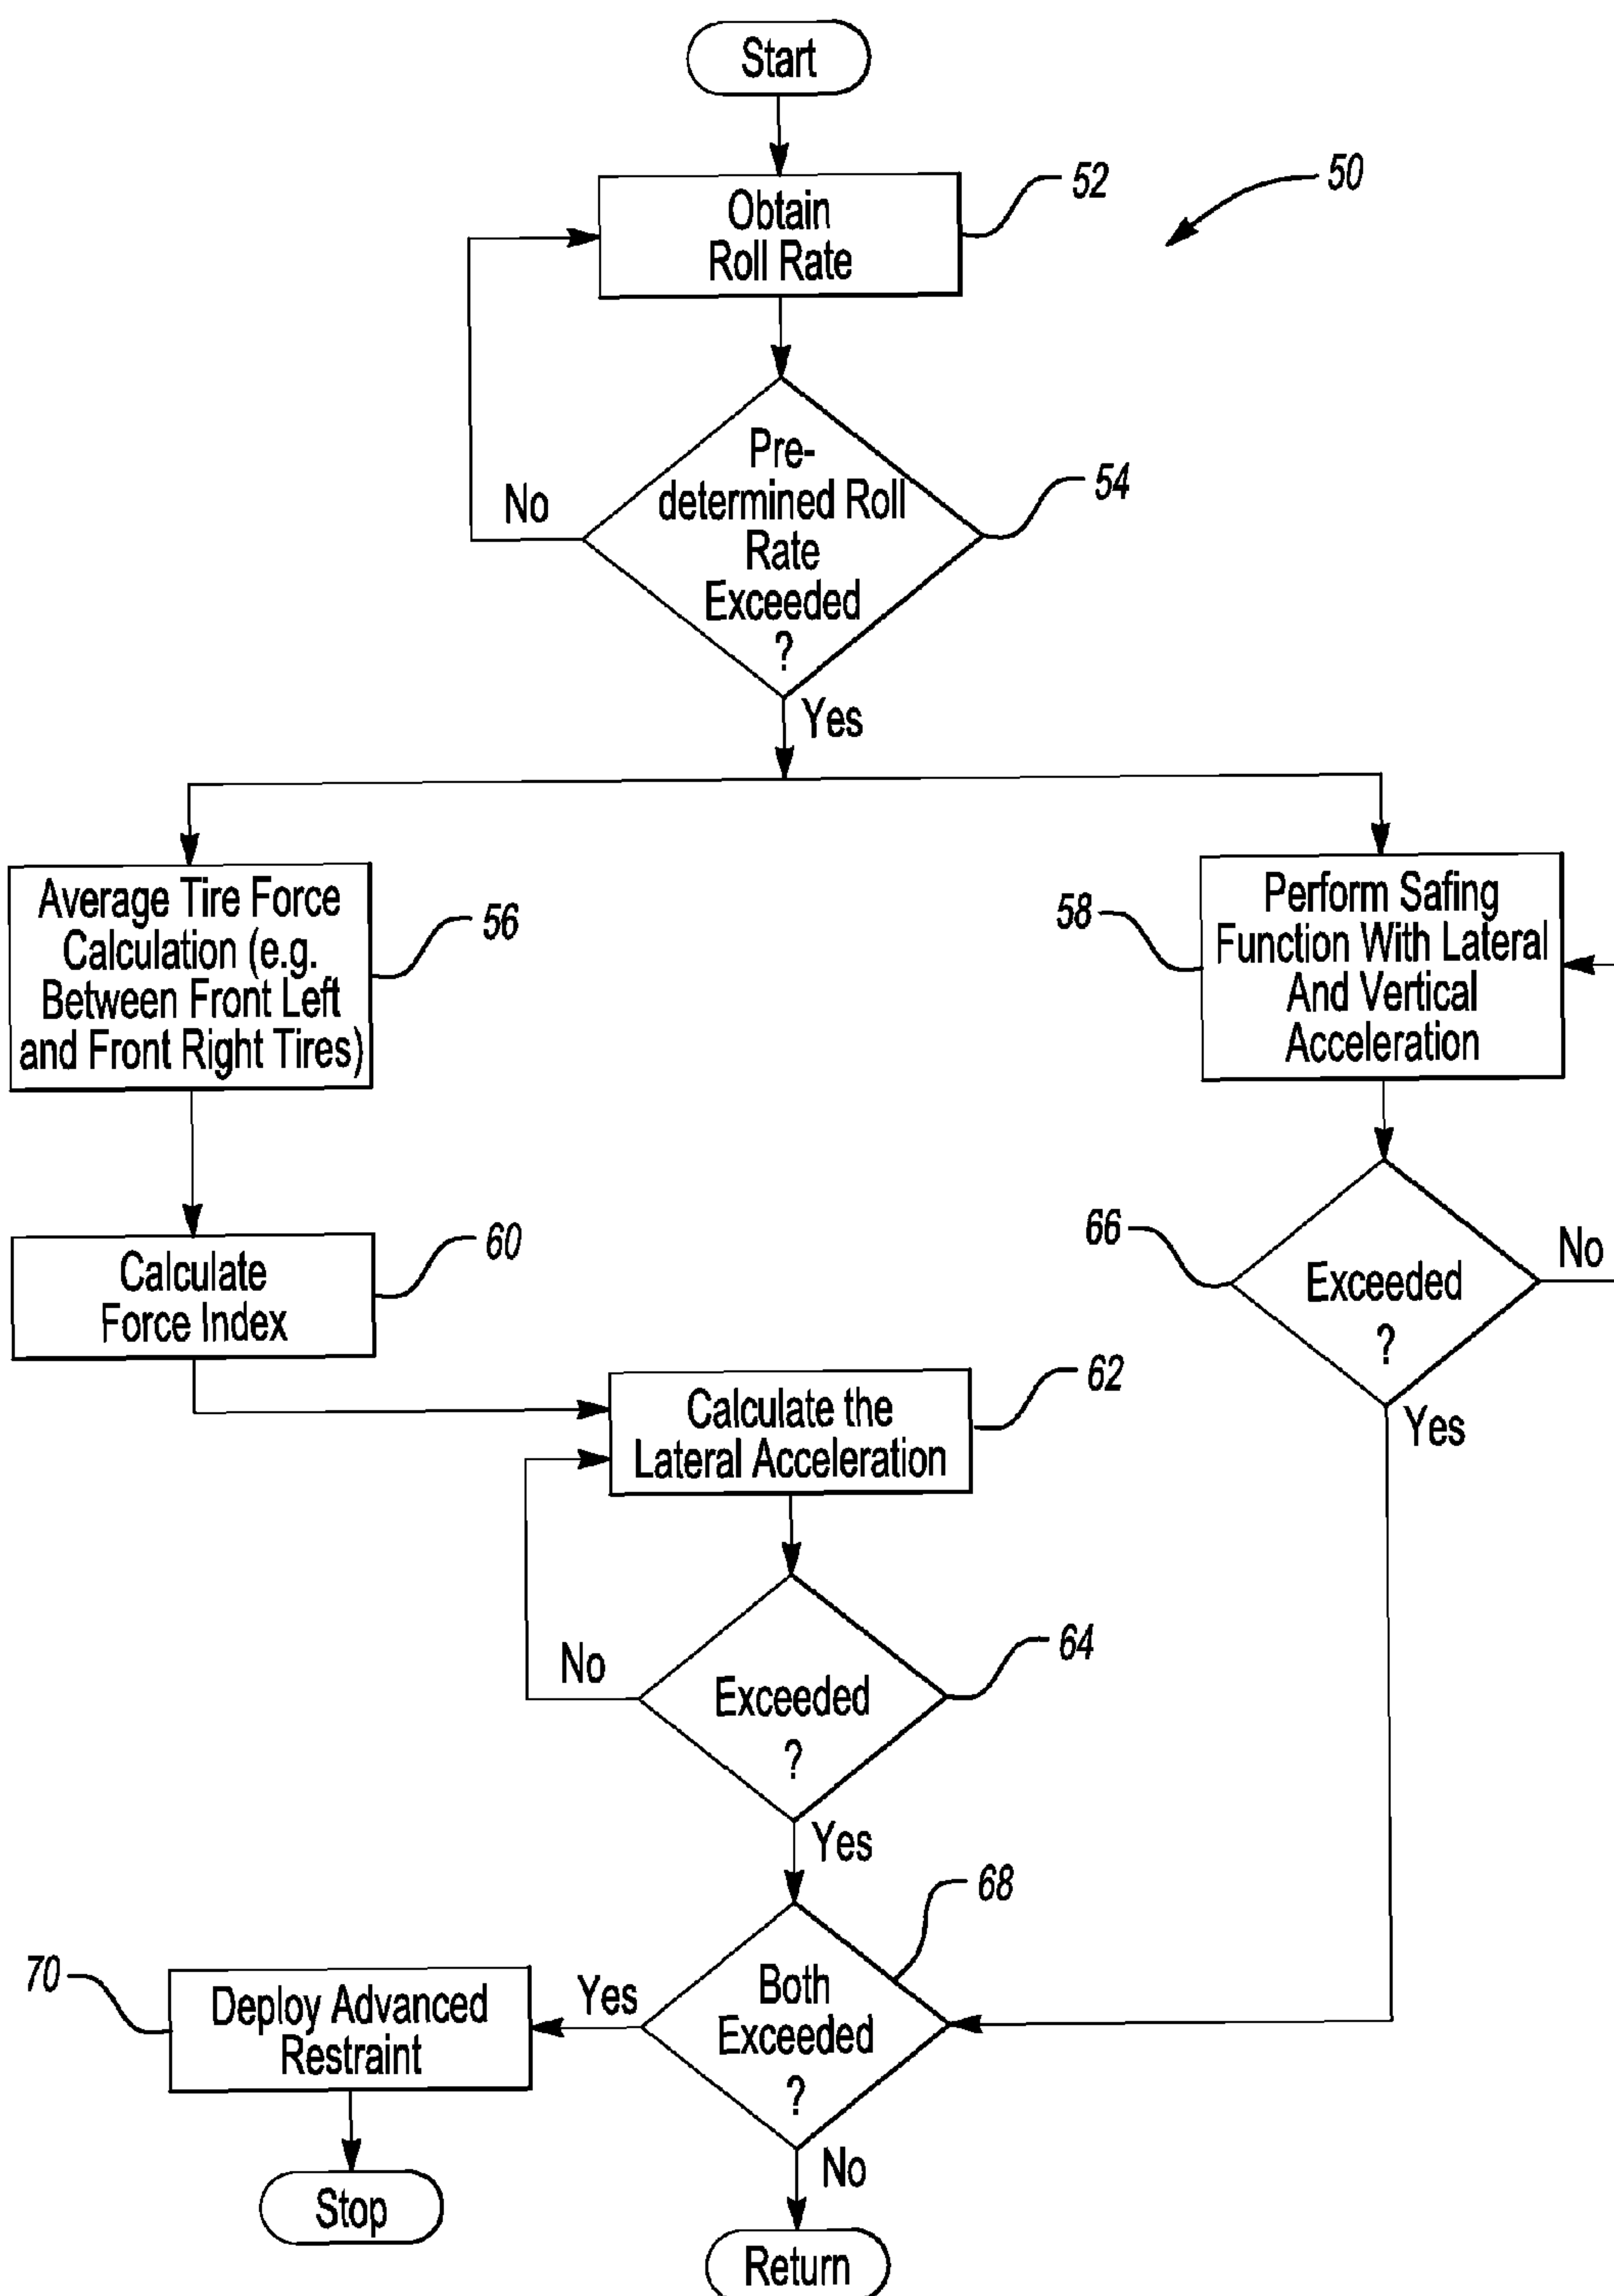 Start
Obtain
Roll Rate
52
50
Pre-
determined Roll
Rate
Exceeded
?
54
No
Yes
Average Tire Force
Calculation (e.g.
Between Front Left
and Front Right Tires)
56
58
Perform Safing
Function With Lateral
And Vertical
Acceleration
Calculate
Force Index
60
66
Exceeded
?
No
Yes
Calculate the
Lateral Acceleration
62
No
Exceeded
?
64
Yes
68
Both
Exceeded
?
Yes
70
Deploy Advanced
Restraint
Stop
No
Return